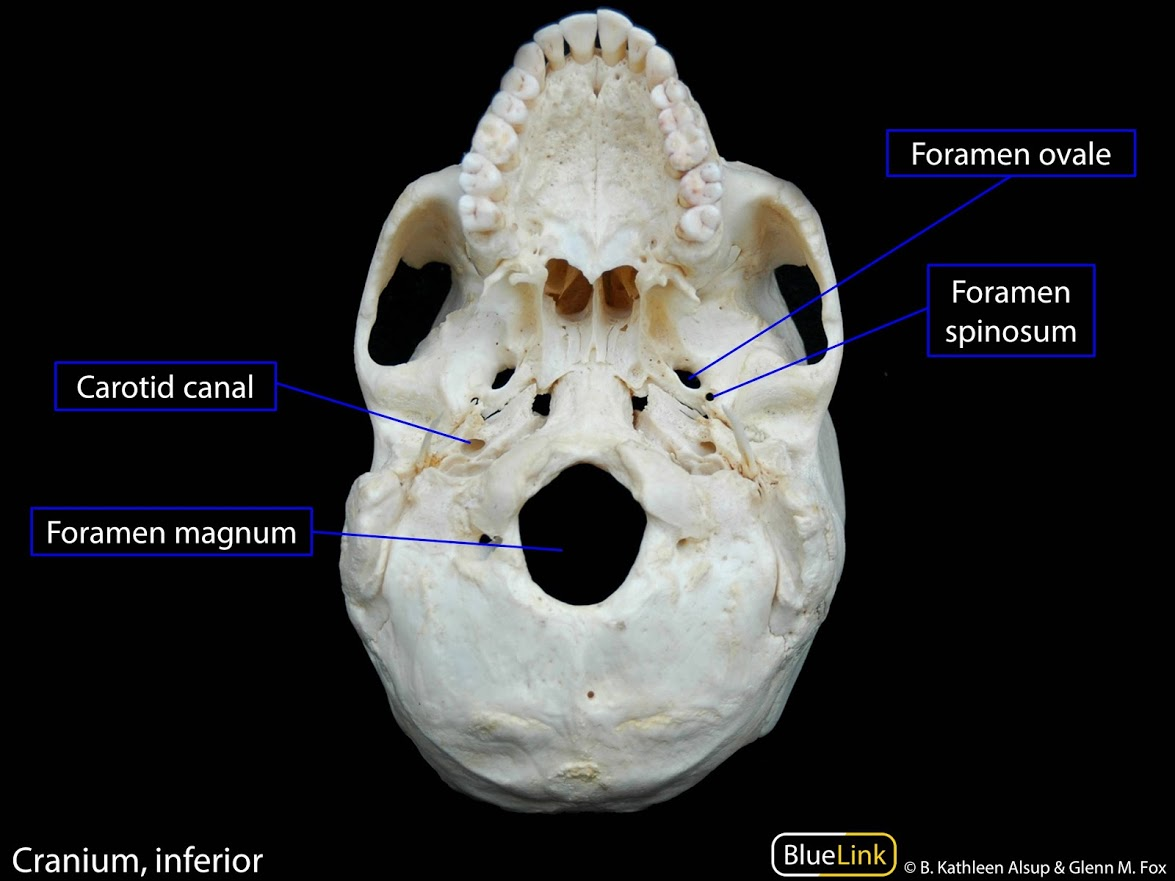 Foramen ovale
Foramen
spinosum
Carotid canal
Foramen magnum
Cranium, inferior
BlueLink
© B. Kathleen Alsup & Glenn M. Fox